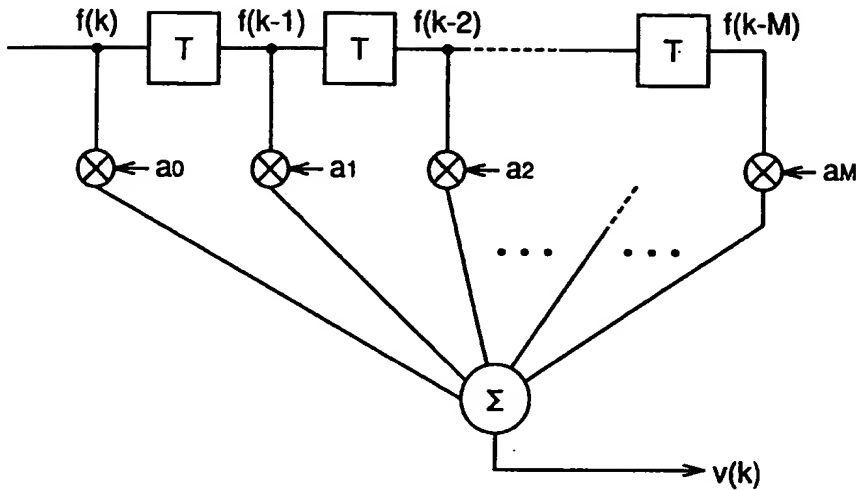 f(k) f(k-1) f(k-2) f(k-M)
T T T
a0 a1 a2 aM
Σ
v(k)